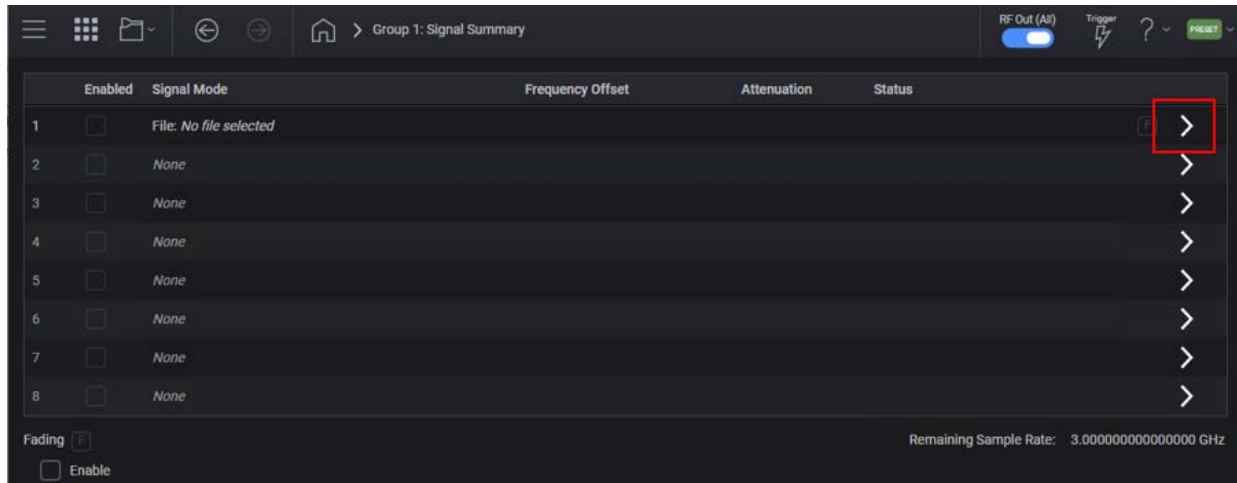 Group 1: Signal Summary
RF Out (All)
Trigger
?
PRESET
Enabled Signal Mode Frequency Offset Attenuation Status
1 File: No file selected F
2 None
3 None
4 None
5 None
6 None
7 None
8 None
Fading F
Remaining Sample Rate: 3.000000000000000 GHz
Enable